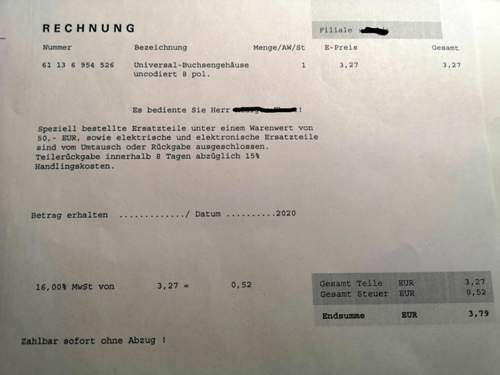 RECHNUNG
Filiale
Nummer Bezeichnung Menge/AW/St E-Preis Gesamt
61 13 6 954 526 Universal-Buchsengehäuse 1 3,27 3,27
uncodiert 8 pol.
Es bediente Sie Herr !
Speziell bestellte Ersatzteile unter einem Warenwert von
50,- EUR, sowie elektrische und elektronische Ersatzteile
sind vom Umtausch oder Rückgabe ausgeschlossen.
Teilerückgabe innerhalb 8 Tagen abzüglich 15%
Handlingskosten.
Betrag erhalten ............/ Datum ..........2020
16,00% MwSt von 3,27 = 0,52
Gesamt Teile EUR 3,27
Gesamt Steuer EUR 0,52
Endsumme EUR 3,79
Zahlbar sofort ohne Abzug !